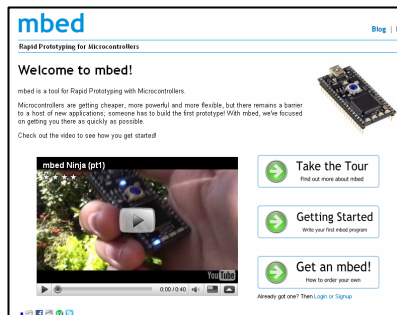 mbed
Blog |
Rapid Prototyping for Microcontrollers
Welcome to mbed!
mbed is a tool for Rapid Prototyping with Microcontrollers.
Microcontrollers are getting cheaper, more powerful and more flexible, but there remains a barrier
to a host of new applications; someone has to build the first prototype! With mbed, we've focused
on getting you there as quickly as possible.
Check out the video to see how you get started!
mbed Ninja (pt1)
YouTube
0:00 / 0:40
Take the Tour
Find out more about mbed
Getting Started
Write your first mbed program
Get an mbed!
How to order your own
Already got one? Then Login or Signup